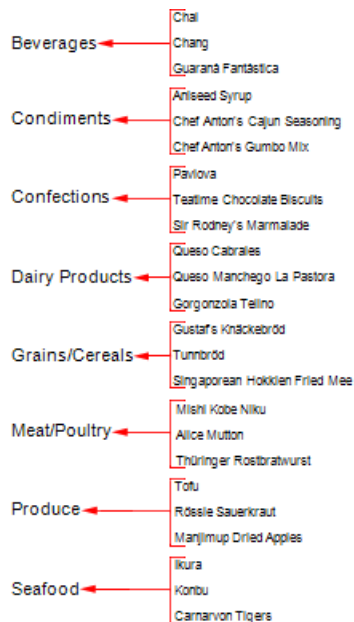 Beverages
Chai
Chang
Guaraná Fantástica
Condiments
Aniseed Syrup
Chef Anton's Cajun Seasoning
Chef Anton's Gumbo Mix
Confections
Pavlova
Teatime Chocolate Biscuits
Sir Rodney's Marmalade
Dairy Products
Queso Cabrales
Queso Manchego La Pastora
Gorgonzola Telino
Grains/Cereals
Gustaf's Knäckebröd
Tunnbröd
Singaporean Hokkien Fried Mee
Meat/Poultry
Mishi Kobe Niku
Alice Mutton
Thüringer Rostbratwurst
Produce
Tofu
Rössle Sauerkraut
Manjimup Dried Apples
Seafood
Ikura
Konbu
Carnarvon Tigers